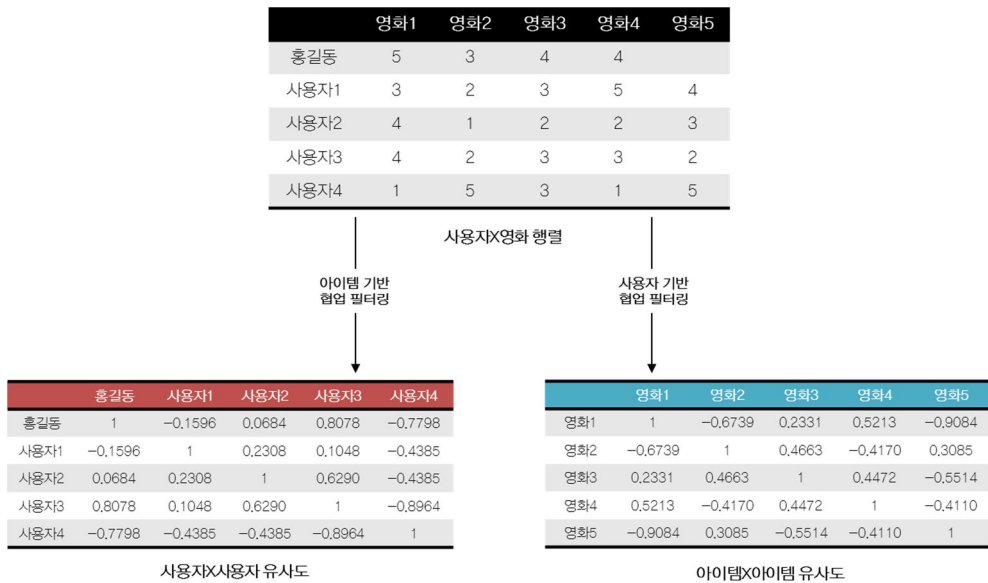 영화1 영화2 영화3 영화4 영화5
홍길동 5 3 4 4
사용자1 3 2 3 5 4
사용자2 4 1 2 2 3
사용자3 4 2 3 3 2
사용자4 1 5 3 1 5
사용자X영화 행렬
아이템 기반
협업 필터링
사용자 기반
협업 필터링
홍길동 사용자1 사용자2 사용자3 사용자4
홍길동 1 -0.1596 0.0684 0.8078 -0.7798
사용자1 -0.1596 1 0.2308 0.1048 -0.4385
사용자2 0.0684 0.2308 1 0.6290 -0.4385
사용자3 0.8078 0.1048 0.6290 1 -0.8964
사용자4 -0.7798 -0.4385 -0.4385 -0.8964 1
사용자X사용자 유사도
영화1 영화2 영화3 영화4 영화5
영화1 1 -0.6739 0.2331 0.5213 -0.9084
영화2 -0.6739 1 0.4663 -0.4170 0.3085
영화3 0.2331 0.4663 1 0.4472 -0.5514
영화4 0.5213 -0.4170 0.4472 1 -0.4110
영화5 -0.9084 0.3085 -0.5514 -0.4110 1
아이템X아이템 유사도